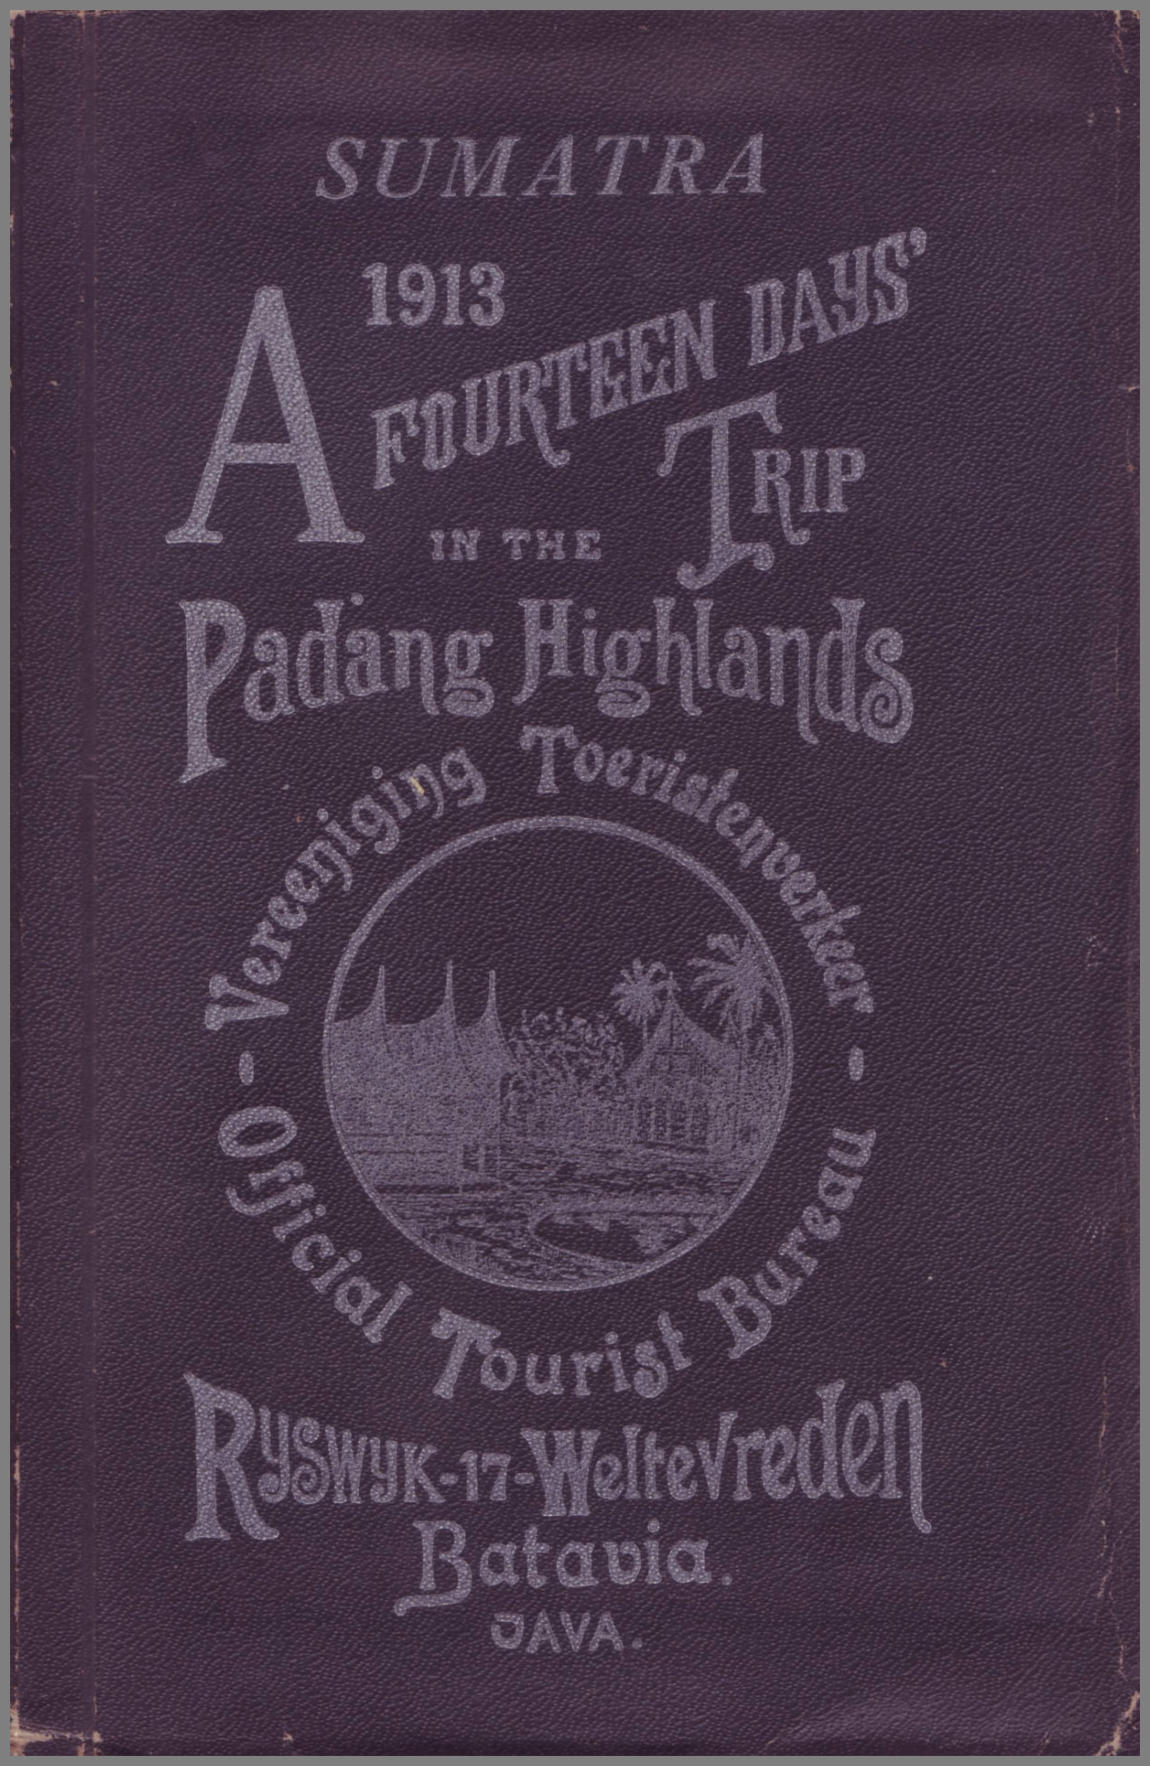 SUMATRA
1913
A FOURTEEN DAYS'
TRIP
IN THE
Padang Highlands
Vereeniging Toeristenverkeer
- Official Tourist Bureau -
RYSWYK-17-Weltevreden
Batavia.
JAVA.